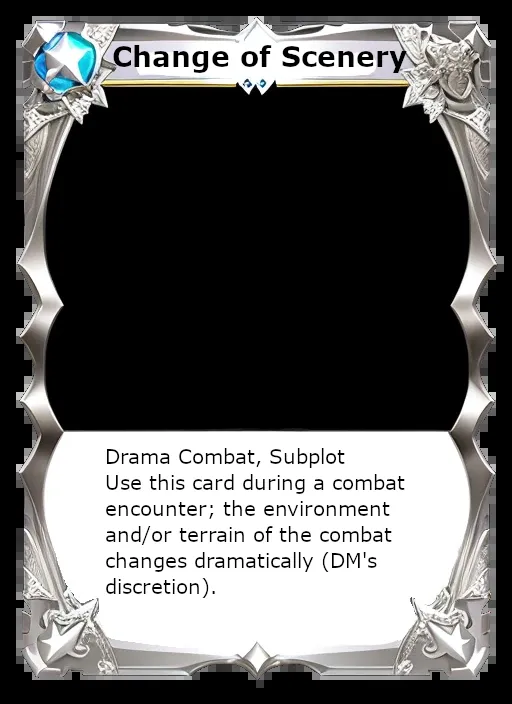 Change of Scenery
Drama Combat, Subplot
Use this card during a combat
encounter; the environment
and/or terrain of the combat
changes dramatically (DM's
discretion).